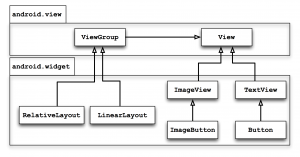 android.view
ViewGroup
View
android.widget
ImageView
TextView
RelativeLayout
LinearLayout
ImageButton
Button